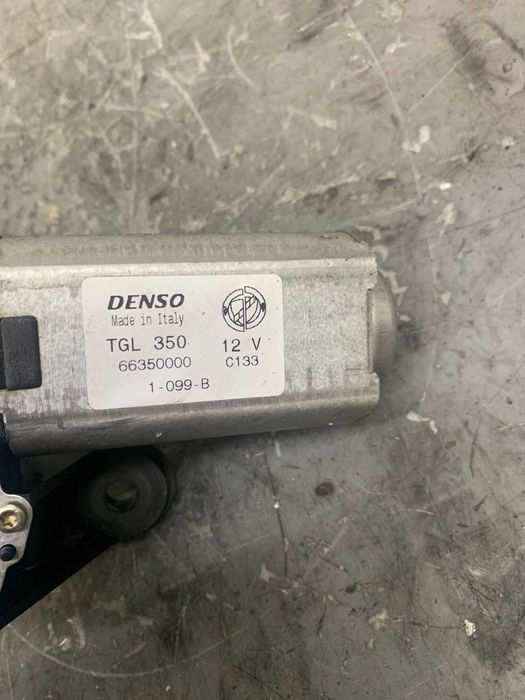 DENSO
Made in Italy
TGL 350 12 V
66350000 C133
1-099-B